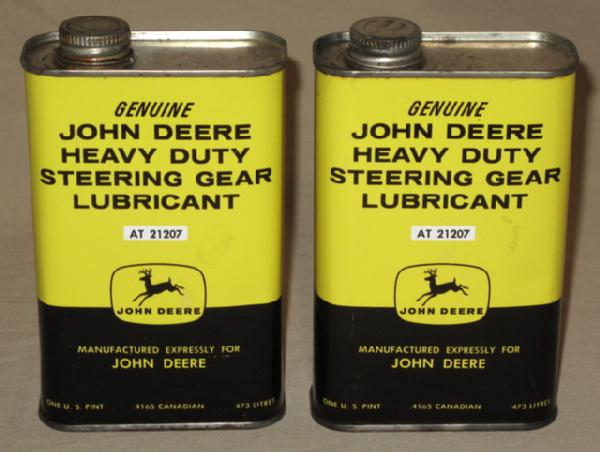 GENUINE
JOHN DEERE
HEAVY DUTY
STEERING GEAR
LUBRICANT
AT 21207
JOHN DEERE
MANUFACTURED EXPRESSLY FOR
JOHN DEERE
ONE U. S. PINT .4165 CANADIAN .473 LITRES
GENUINE
JOHN DEERE
HEAVY DUTY
STEERING GEAR
LUBRICANT
AT 21207
JOHN DEERE
MANUFACTURED EXPRESSLY FOR
JOHN DEERE
ONE U. S. PINT .4165 CANADIAN .473 LITRES